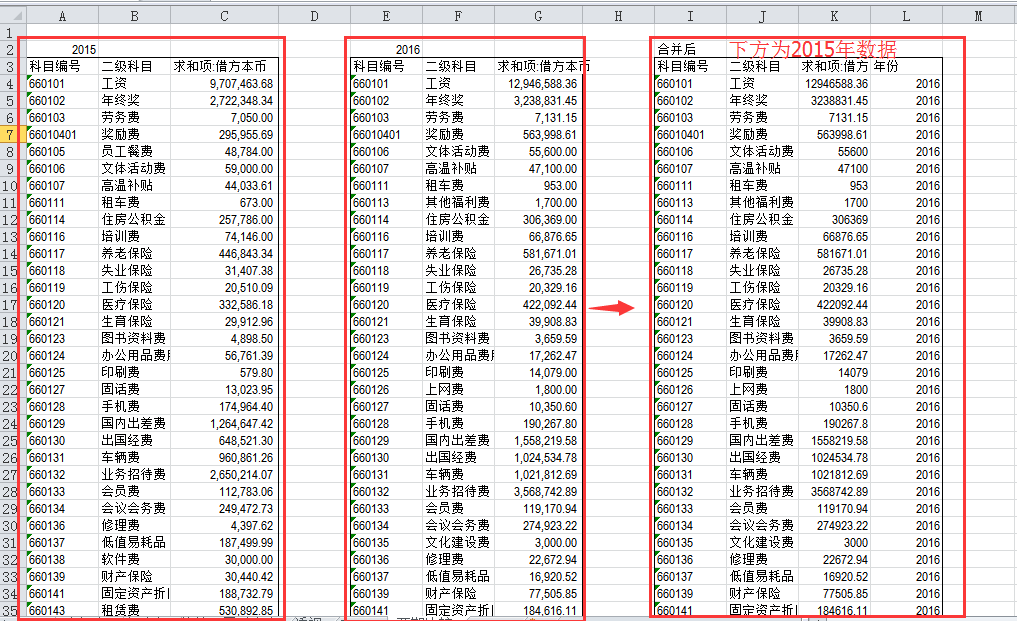 A B C D E F G H I J K L M
1
2 2015 2016 合并后 下方为2015年数据
3 科目编号 二级科目 求和项:借方本币 科目编号 二级科目 求和项:借方本币 科目编号 二级科目 求和项:借方 年份
4 660101 工资 9,707,463.68 660101 工资 12,946,588.36 660101 工资 12946588.36 2016
5 660102 年终奖 2,722,348.34 660102 年终奖 3,238,831.45 660102 年终奖 3238831.45 2016
6 660103 劳务费 7,050.00 660103 劳务费 7,131.15 660103 劳务费 7131.15 2016
7 66010401 奖励费 295,955.69 66010401 奖励费 563,998.61 66010401 奖励费 563998.61 2016
8 660105 员工餐费 48,784.00 660106 文体活动费 55,600.00 660106 文体活动费 55600 2016
9 660106 文体活动费 59,000.00 660107 高温补贴 47,100.00 660107 高温补贴 47100 2016
10 660107 高温补贴 44,033.61 660111 租车费 953.00 660111 租车费 953 2016
11 660111 租车费 673.00 660113 其他福利费 1,700.00 660113 其他福利费 1700 2016
12 660114 住房公积金 257,786.00 660114 住房公积金 306,369.00 660114 住房公积金 306369 2016
13 660116 培训费 74,146.00 660116 培训费 66,876.65 660116 培训费 66876.65 2016
14 660117 养老保险 446,843.34 660117 养老保险 581,671.01 660117 养老保险 581671.01 2016
15 660118 失业保险 31,407.38 660118 失业保险 26,735.28 660118 失业保险 26735.28 2016
16 660119 工伤保险 20,510.09 660119 工伤保险 20,329.16 660119 工伤保险 20329.16 2016
17 660120 医疗保险 332,586.18 660120 医疗保险 422,092.44 660120 医疗保险 422092.44 2016
18 660121 生育保险 29,912.96 660121 生育保险 39,908.83 660121 生育保险 39908.83 2016
19 660123 图书资料费 4,898.50 660123 图书资料费 3,659.59 660123 图书资料费 3659.59 2016
20 660124 办公用品费 56,761.39 660124 办公用品费 17,262.47 660124 办公用品费 17262.47 2016
21 660125 印刷费 579.80 660125 印刷费 14,079.00 660125 印刷费 14079 2016
22 660127 固话费 13,023.95 660126 上网费 1,800.00 660126 上网费 1800 2016
23 660128 手机费 174,964.40 660127 固话费 10,350.60 660127 固话费 10350.6 2016
24 660129 国内出差费 1,264,647.42 660128 手机费 190,267.80 660128 手机费 190267.8 2016
25 660130 出国经费 648,521.30 660129 国内出差费 1,558,219.58 660129 国内出差费 1558219.58 2016
26 660131 车辆费 960,861.26 660130 出国经费 1,024,534.78 660130 出国经费 1024534.78 2016
27 660132 业务招待费 2,650,214.07 660131 车辆费 1,021,812.69 660131 车辆费 1021812.69 2016
28 660133 会员费 112,783.06 660132 业务招待费 3,568,742.89 660132 业务招待费 3568742.89 2016
29 660134 会议会务费 249,472.73 660133 会员费 119,170.94 660133 会员费 119170.94 2016
30 660136 修理费 4,397.62 660134 会议会务费 274,923.22 660134 会议会务费 274923.22 2016
31 660137 低值易耗品 187,499.99 660135 文化建设费 3,000.00 660135 文化建设费 3000 2016
32 660138 软件费 30,000.00 660136 修理费 22,672.94 660136 修理费 22672.94 2016
33 660139 财产保险 30,440.42 660137 低值易耗品 16,920.52 660137 低值易耗品 16920.52 2016
34 660141 固定资产折 188,732.79 660139 财产保险 77,505.85 660139 财产保险 77505.85 2016
35 660143 租赁费 530,892.85 660141 固定资产折 184,616.11 660141 固定资产折 184616.11 2016